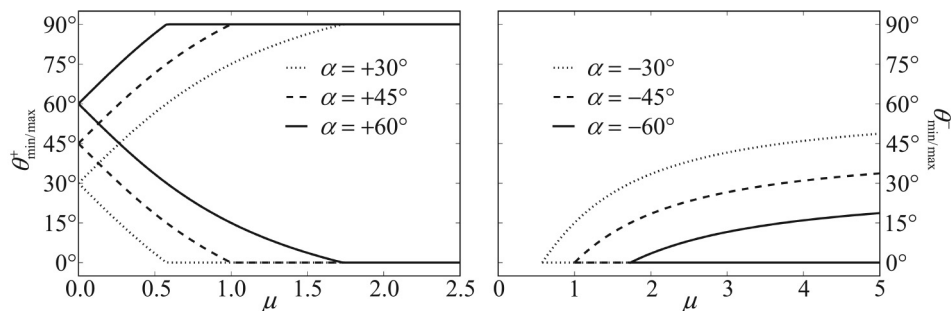 90°
75°
60°
45°
30°
15°
0°
θ⁺min/max
α = +30°
α = +45°
α = +60°
0.0 0.5 1.0 1.5 2.0 2.5
μ
α = −30°
α = −45°
α = −60°
1 2 3 4 5
μ
90°
75°
60°
45°
30°
15°
0°
θ⁻min/max